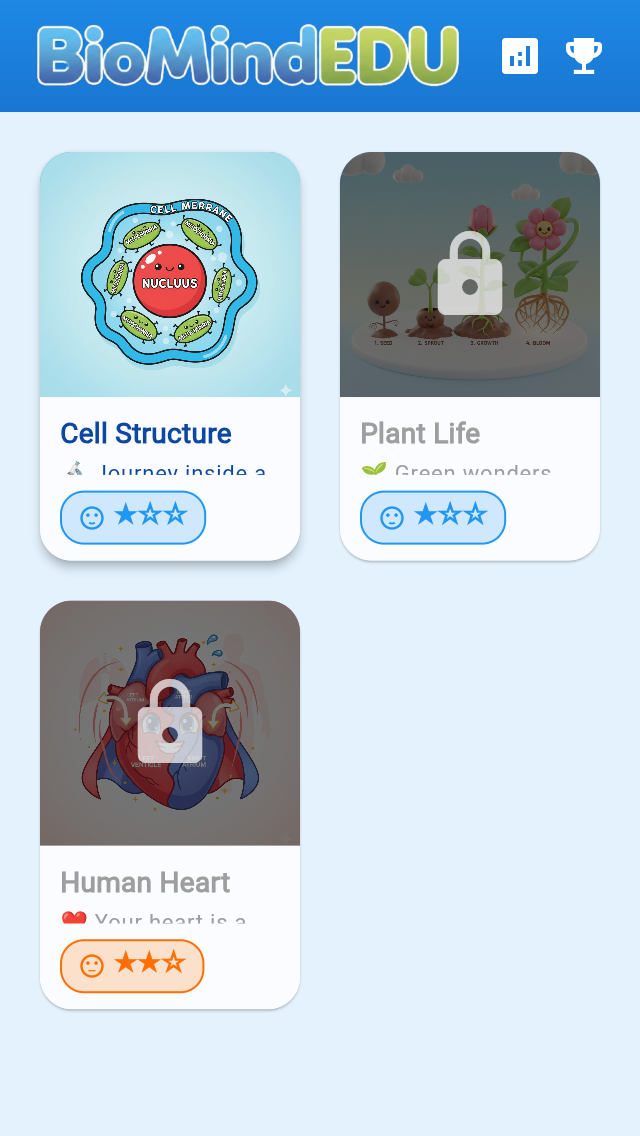 BioMindEDU
CELL MERRANE
NUCLUUS
Cell Structure
🔬 Journey inside a
1. SEED 2. SPROUT 3. GROWTH 4. BLOOM
Plant Life
🌱 Green wonders
VENTICLE
ATRIUM
Human Heart
❤️ Your heart is a